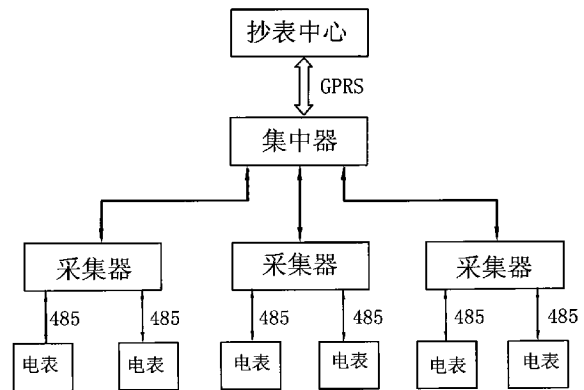 抄表中心
GPRS
集中器
采集器 采集器 采集器
485 485 485 485 485 485
电表 电表 电表 电表 电表 电表